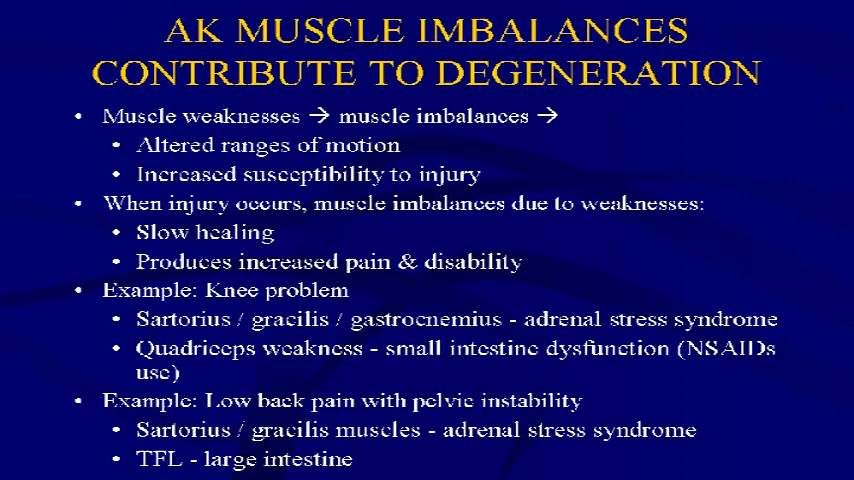 AK MUSCLE IMBALANCES
CONTRIBUTE TO DEGENERATION
• Muscle weaknesses → muscle imbalances →
• Altered ranges of motion
• Increased susceptibility to injury
• When injury occurs, muscle imbalances due to weaknesses:
• Slow healing
• Produces increased pain & disability
• Example: Knee problem
• Sartorius / gracilis / gastrocnemius - adrenal stress syndrome
• Quadriceps weakness - small intestine dysfunction (NSAIDs
use)
• Example: Low back pain with pelvic instability
• Sartorius / gracilis muscles - adrenal stress syndrome
• TFL - large intestine